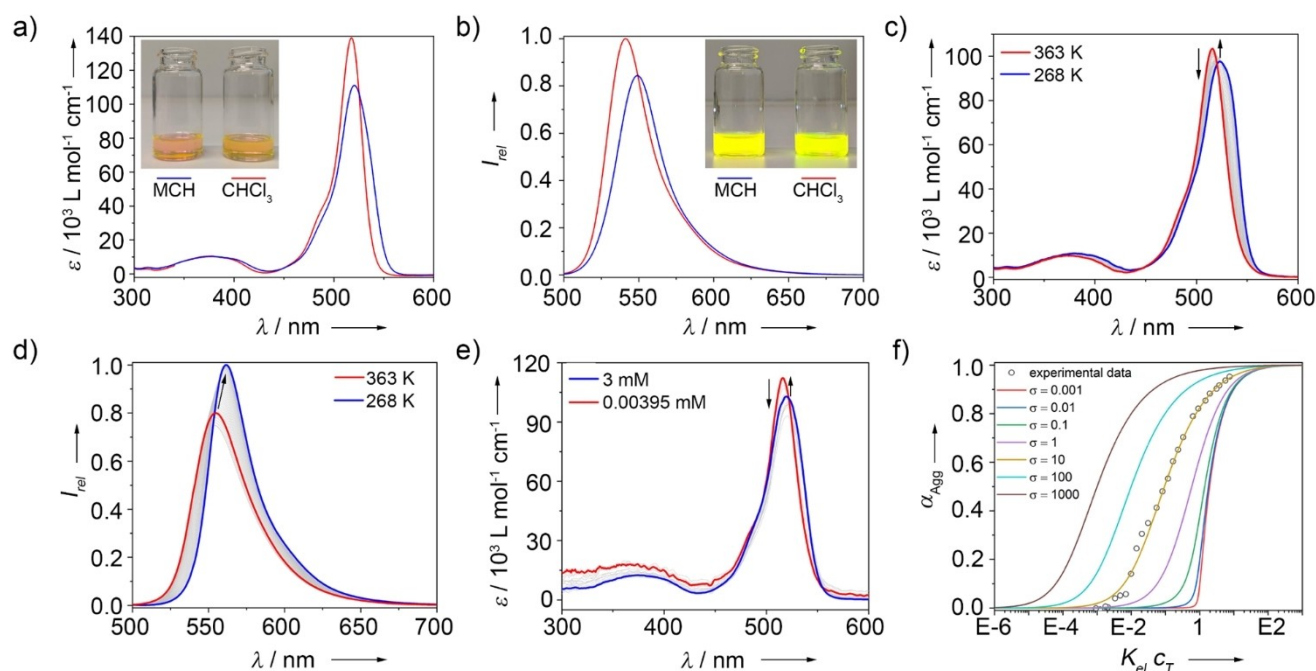 a)
ε / 10³ L mol⁻¹ cm⁻¹
140
120
100
80
60
40
20
0
MCH CHCl₃
300 400 500 600
λ / nm
b)
I_rel
1.0
0.8
0.6
0.4
0.2
0.0
MCH CHCl₃
500 550 600 650 700
λ / nm
c)
ε / 10³ L mol⁻¹ cm⁻¹
100
80
60
40
20
0
363 K
268 K
300 400 500 600
λ / nm
d)
I_rel
1.0
0.8
0.6
0.4
0.2
0.0
363 K
268 K
500 550 600 650 700
λ / nm
e)
ε / 10³ L mol⁻¹ cm⁻¹
120
90
60
30
0
3 mM
0.00395 mM
300 400 500 600
λ / nm
f)
α_Agg
1.0
0.8
0.6
0.4
0.2
0.0
experimental data
σ = 0.001
σ = 0.01
σ = 0.1
σ = 1
σ = 10
σ = 100
σ = 1000
E-6 E-4 E-2 1 E2
K_el c_T